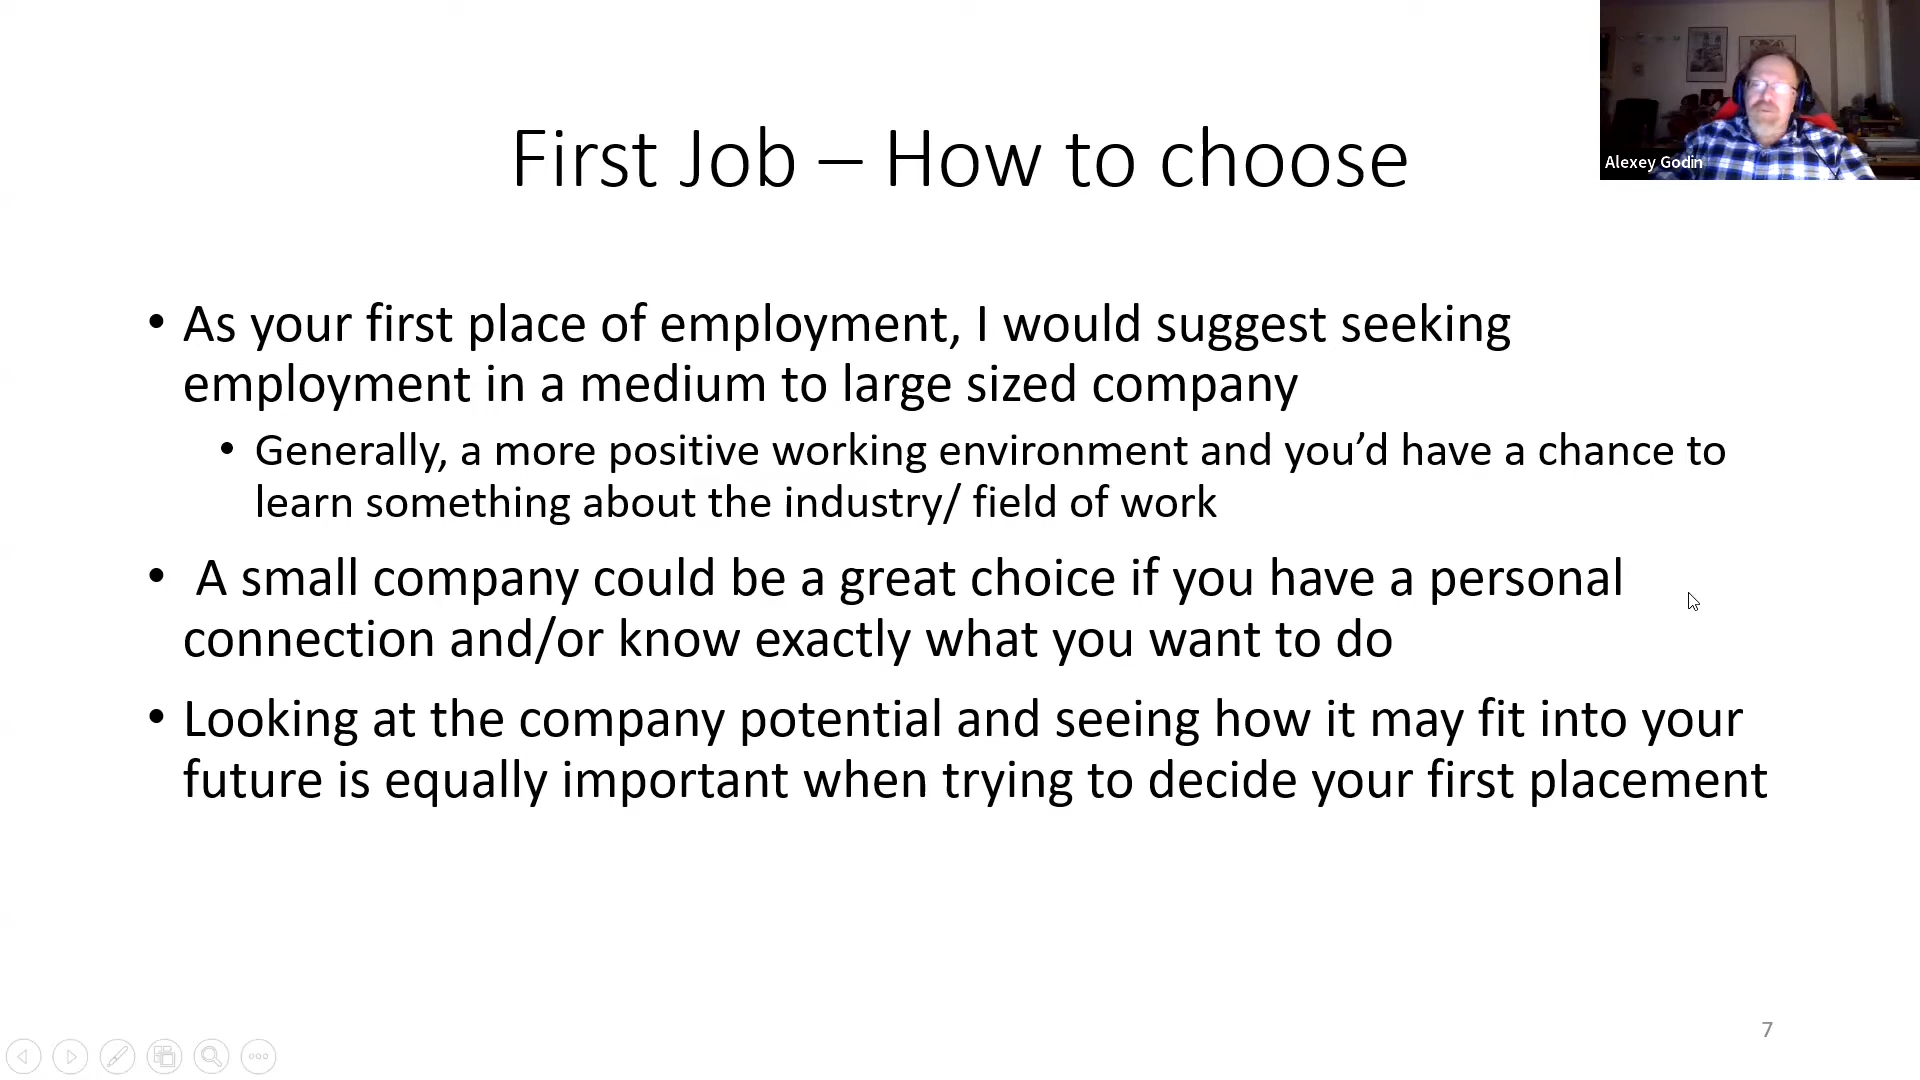 First Job – How to choose
Alexey Godin
• As your first place of employment, I would suggest seeking
employment in a medium to large sized company
• Generally, a more positive working environment and you’d have a chance to
learn something about the industry/ field of work
• A small company could be a great choice if you have a personal
connection and/or know exactly what you want to do
• Looking at the company potential and seeing how it may fit into your
future is equally important when trying to decide your first placement
7